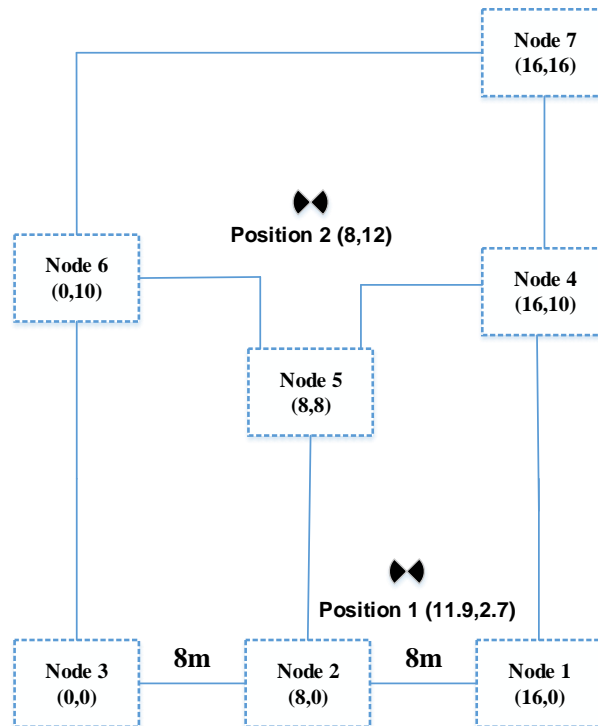 Node 7
(16,16)
Position 2 (8,12)
Node 6
(0,10)
Node 4
(16,10)
Node 5
(8,8)
Position 1 (11.9,2.7)
Node 3
(0,0)
8m
Node 2
(8,0)
8m
Node 1
(16,0)